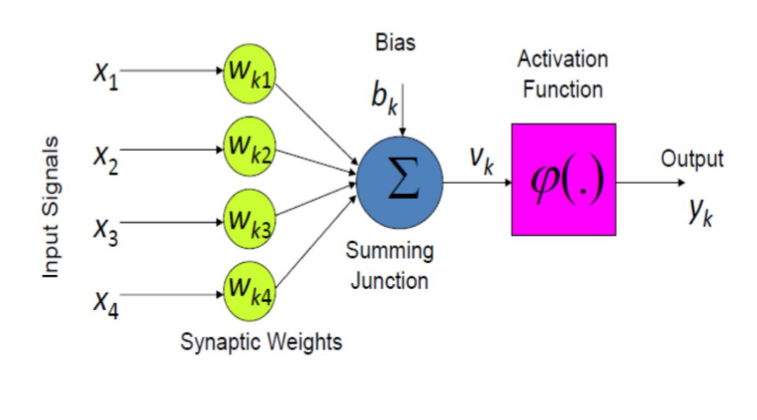 Bias
Activation
Function
Input Signals
x1
wk1
bk
x2
wk2
Σ
vk
φ(.)
Output
yk
x3
wk3
Summing
Junction
x4
wk4
Synaptic Weights